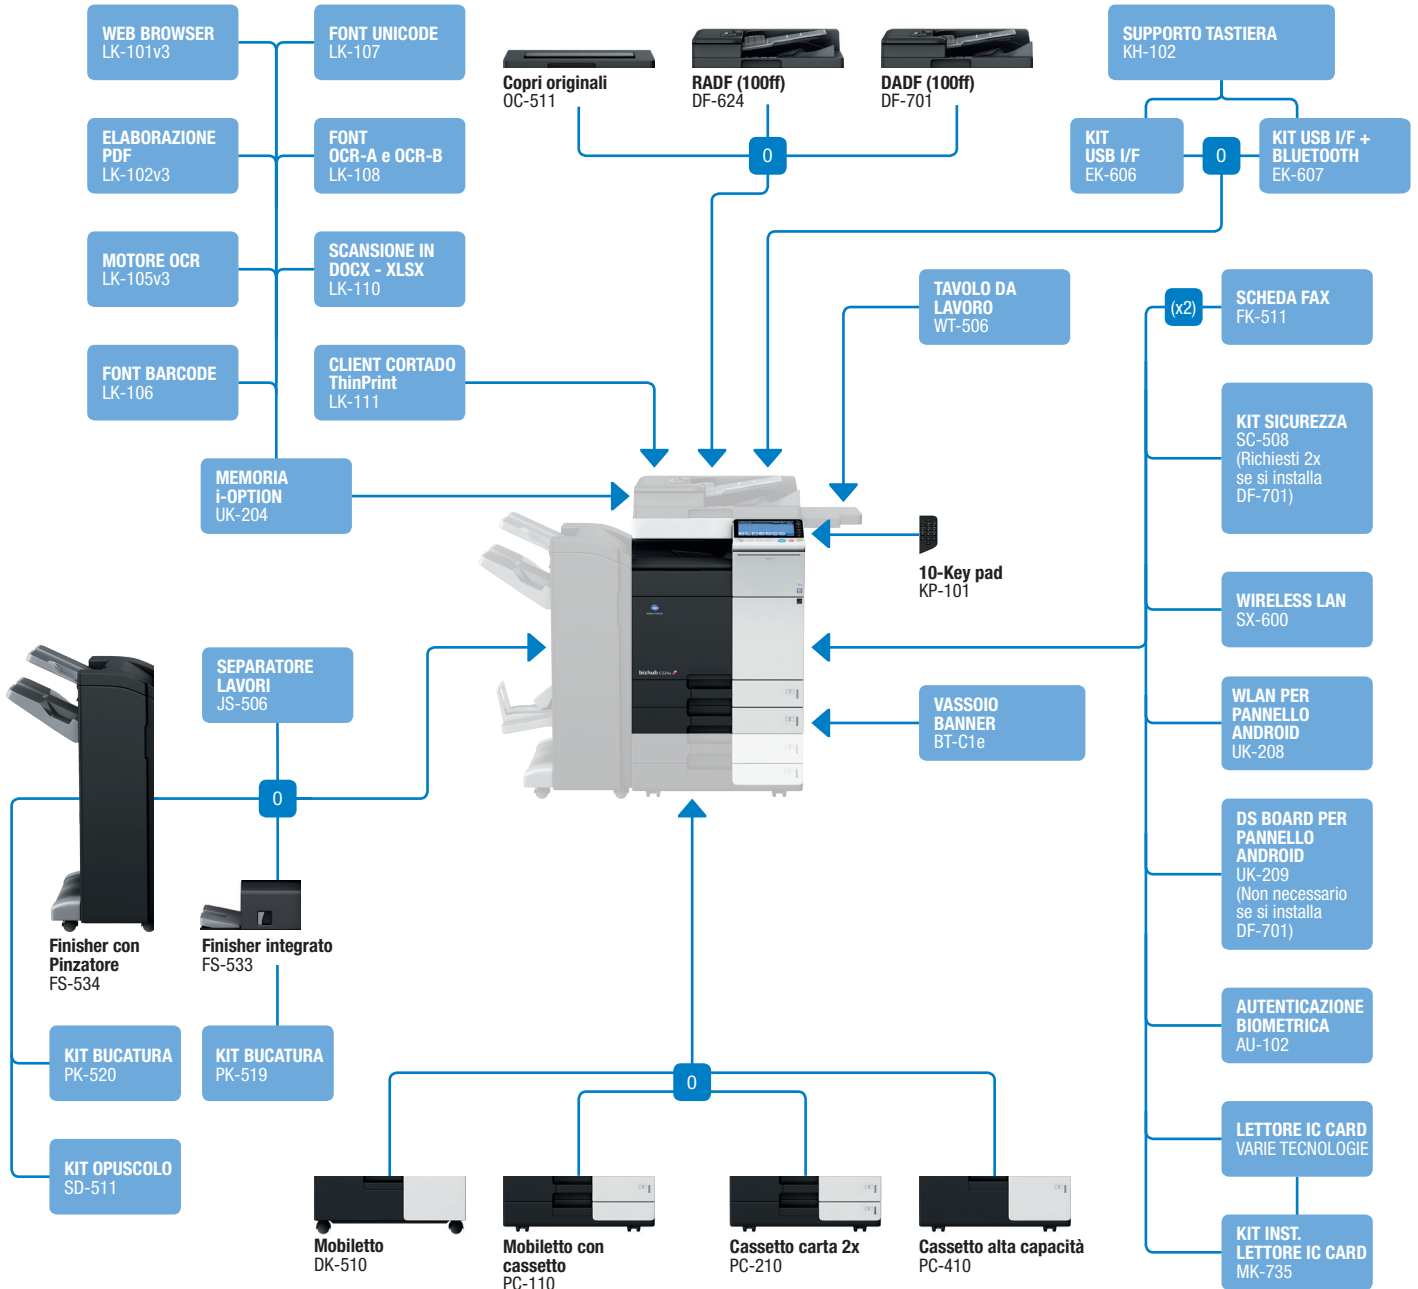 WEB BROWSER
LK-101v3
FONT UNICODE
LK-107
ELABORAZIONE
PDF
LK-102v3
FONT
OCR-A e OCR-B
LK-108
MOTORE OCR
LK-105v3
SCANSIONE IN
DOCX - XLSX
LK-110
FONT BARCODE
LK-106
CLIENT CORTADO
ThinPrint
LK-111
MEMORIA
i-OPTION
UK-204
Copri originali
OC-511
RADF (100ff)
DF-624
DADF (100ff)
DF-701
0
SUPPORTO TASTIERA
KH-102
KIT
USB I/F
EK-606
0
KIT USB I/F +
BLUETOOTH
EK-607
TAVOLO DA
LAVORO
WT-506
(x2)
SCHEDA FAX
FK-511
KIT SICUREZZA
SC-508
(Richiesti 2x
se si installa
DF-701)
10-Key pad
KP-101
WIRELESS LAN
SX-600
bizhub
SEPARATORE
LAVORI
JS-506
VASSOIO
BANNER
BT-C1e
WLAN PER
PANNELLO
ANDROID
UK-208
0
DS BOARD PER
PANNELLO
ANDROID
UK-209
(Non necessario
se si installa
DF-701)
Finisher con
Pinzatore
FS-534
Finisher integrato
FS-533
AUTENTICAZIONE
BIOMETRICA
AU-102
KIT BUCATURA
PK-520
KIT BUCATURA
PK-519
0
LETTORE IC CARD
VARIE TECNOLOGIE
KIT OPUSCOLO
SD-511
KIT INST.
LETTORE IC CARD
MK-735
Mobiletto
DK-510
Mobiletto con
cassetto
PC-110
Cassetto carta 2x
PC-210
Cassetto alta capacità
PC-410